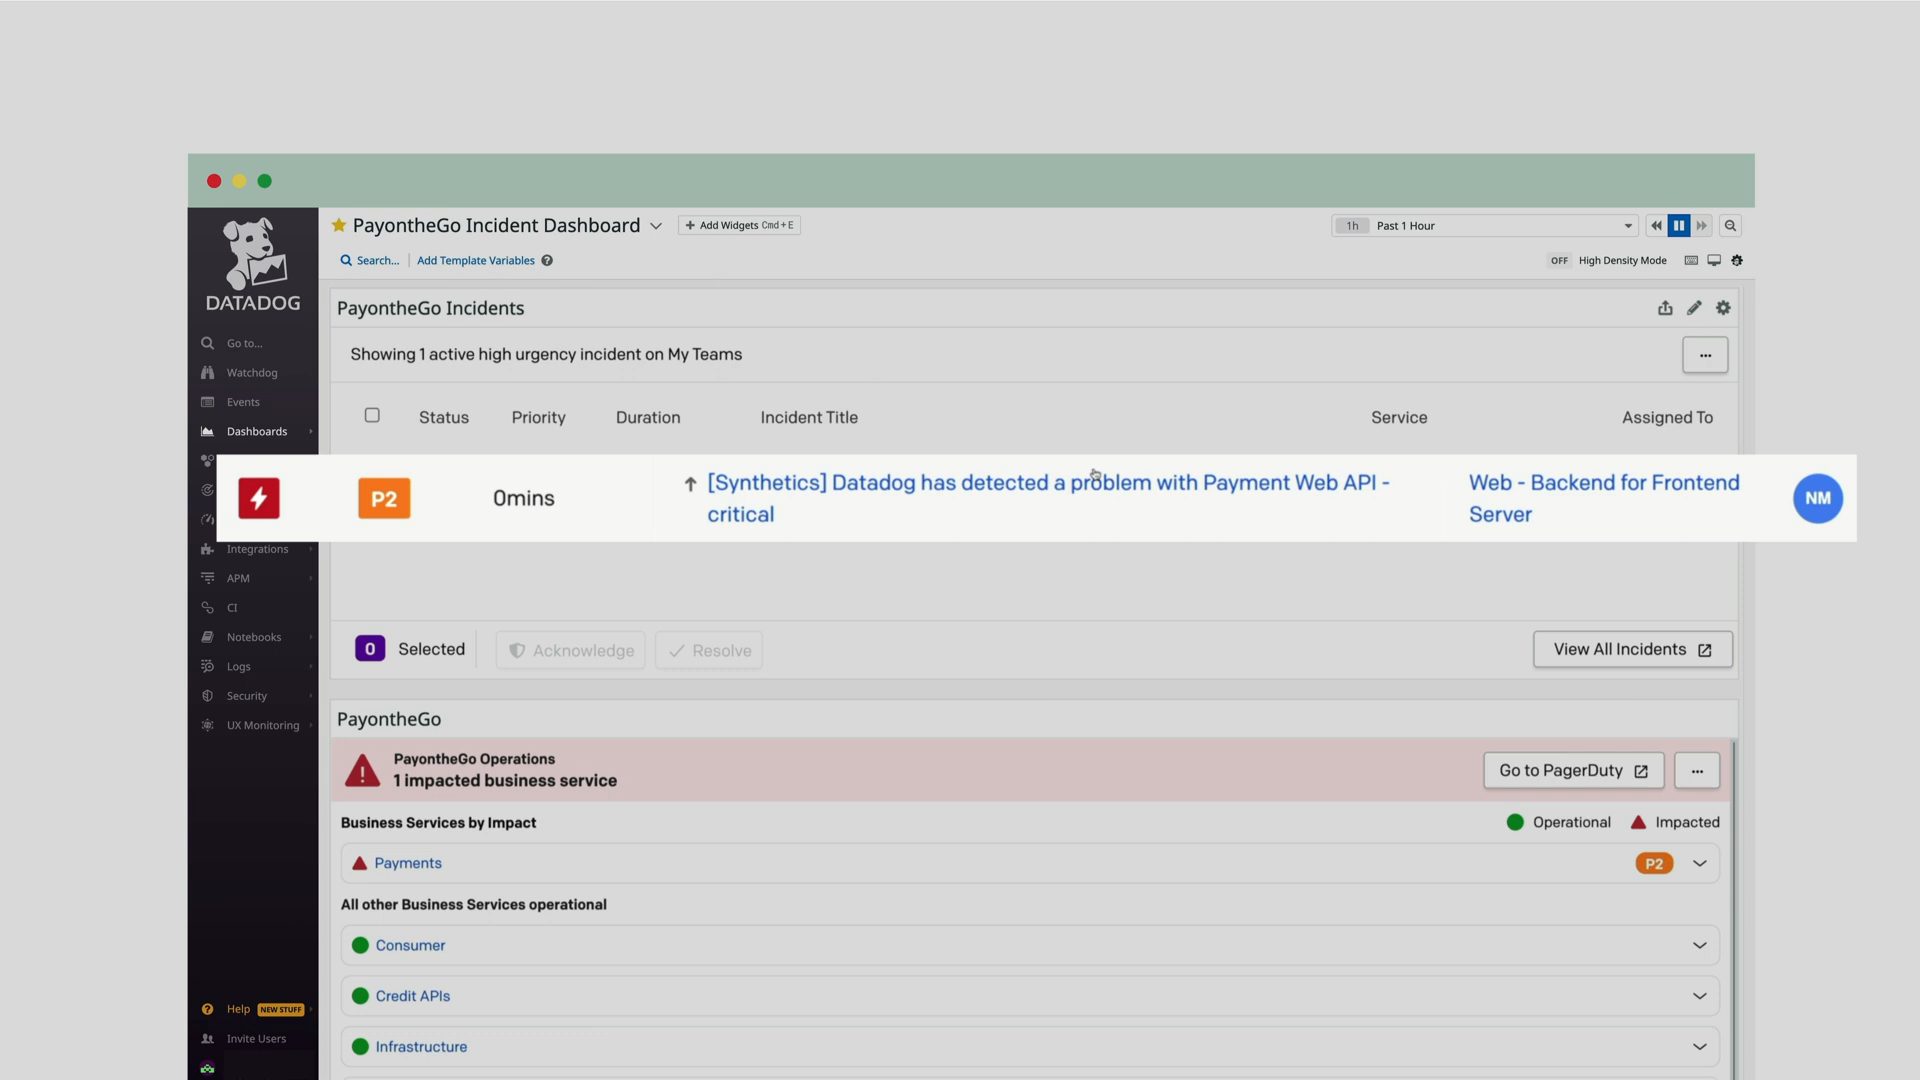 PayontheGo Incident Dashboard
+ Add Widgets Cmd + E
1h Past 1 Hour
Search...
Add Template Variables
OFF High Density Mode
DATADOG
Go to...
Watchdog
Events
Dashboards
Integrations
APM
CI
Notebooks
Logs
Security
UX Monitoring
Help NEW STUFF
Invite Users
PayontheGo Incidents
Showing 1 active high urgency incident on My Teams
...
Status Priority Duration Incident Title Service Assigned To
P2 0mins ↑ [Synthetics] Datadog has detected a problem with Payment Web API - Web - Backend for Frontend NM
critical Server
0 Selected Acknowledge Resolve View All Incidents
PayontheGo
PayontheGo Operations
1 impacted business service
Go to PagerDuty ...
Business Services by Impact Operational Impacted
Payments P2
All other Business Services operational
Consumer
Credit APIs
Infrastructure